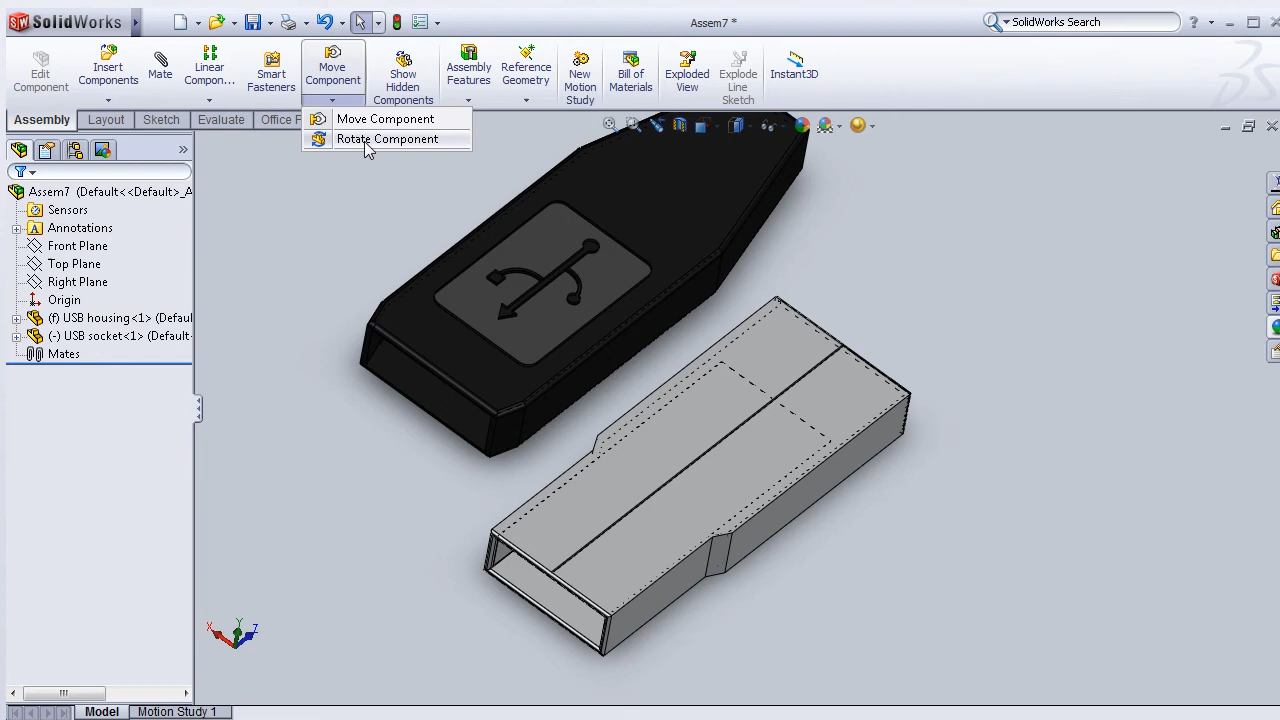 SolidWorks
Assem7 *
SolidWorks Search
Edit Component
Insert Components
Mate
Linear Compon...
Smart Fasteners
Move Component
Show Hidden Components
Assembly Features
Reference Geometry
New Motion Study
Bill of Materials
Exploded View
Explode Line Sketch
Instant3D
Move Component
Rotate Component
Assembly
Layout
Sketch
Evaluate
Office
Assem7 (Default<<Default>_A
Sensors
Annotations
Front Plane
Top Plane
Right Plane
Origin
(f) USB housing<1> (Default
(-) USB socket<1> (Default
Mates
X
Y
Z
Model
Motion Study 1